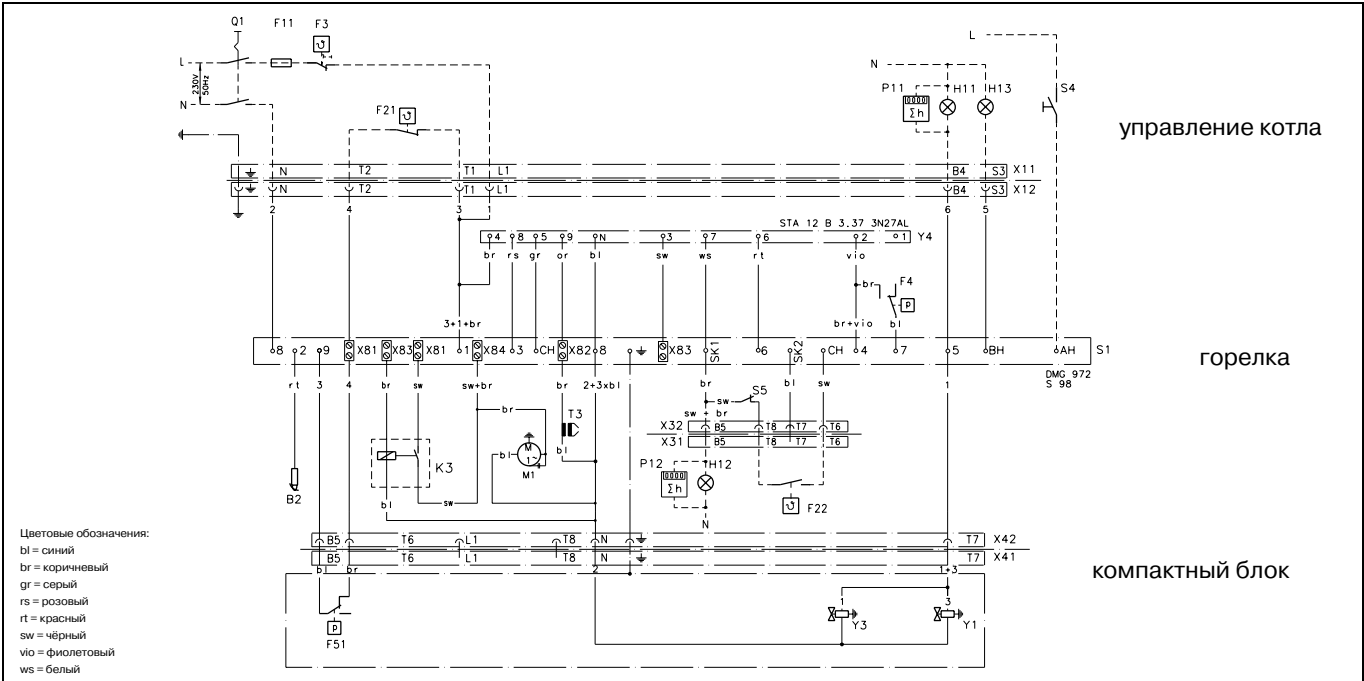 Q1 F11 F3
L
230V 50Hz
N
F21
L
N
P11 H11 H13 S4
Σh
управление котла
N T2 T1 L1 B4 S3 X11
N T2 T1 L1 B4 S3 X12
2 4 3 1 6 5
STA 12 B 3.37 3N27AL
4 8 5 9 N 3 7 6 2 1 Y4
br rs gr or bl sw ws rt vio
br F4
P
3+1+br br+vio bl
8 2 9 X81 X83 X81 1 X84 3 CH X82 8 X83 SK1 6 SK2 CH 4 7 5 BH AH S1
горелка
DMG 972
S 98
rt 3 4 br sw sw+br br 2+3xbl br bl sw 1
br T3 sw S5
sw + br
X32 B5 T8 T7 T6
X31 B5 T8 T7 T6
K3 bl M 1~ bl
M1
P12 H12
Σh
B2 bl sw F22
N
Цветовые обозначения:
bl = синий
br = коричневый
gr = серый
rs = розовый
rt = красный
sw = чёрный
vio = фиолетовый
ws = белый
B5 T6 L1 T8 N T7 X42
B5 T6 L1 T8 N T7 X41
bl br 2 1+3
компактный блок
1 3
P Y3 Y1
F51